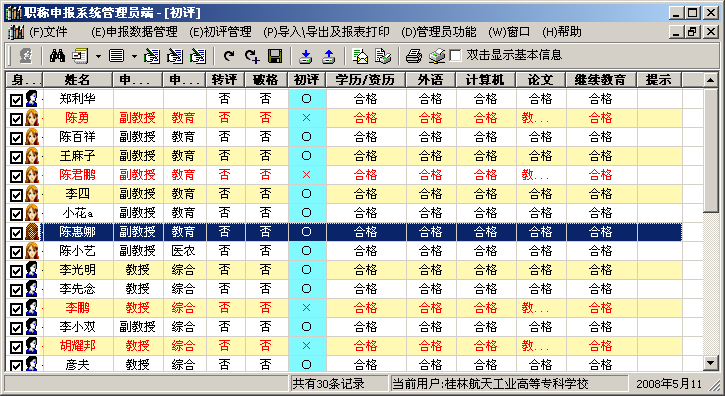 职称申报系统管理员端 - [初评]
(F)文件 (E)申报数据管理 (E)初评管理 (P)导入\导出及报表打印 (D)管理员功能 (W)窗口 (H)帮助
双击显示基本信息
身... 姓名 申... 申... 转评 破格 初评 学历/资历 外语 计算机 论文 继续教育 提示
郑利华 否 否 O 合格 合格 合格 合格 合格
陈勇 副教授 教育 否 否 × 合格 合格 合格 教... 合格
陈百祥 副教授 教育 否 否 O 合格 合格 合格 合格 合格
王麻子 副教授 教育 否 否 O 合格 合格 合格 合格 合格
陈君鹏 副教授 教育 否 否 × 合格 合格 合格 教... 合格
李四 副教授 教育 否 否 O 合格 合格 合格 合格 合格
小花a 副教授 教育 否 否 O 合格 合格 合格 合格 合格
陈惠娜 副教授 教育 否 否 O 合格 合格 合格 合格 合格
陈小艺 副教授 医农 否 否 O 合格 合格 合格 合格 合格
李光明 教授 综合 否 否 O 合格 合格 合格 合格 合格
李先念 教授 综合 否 否 O 合格 合格 合格 合格 合格
李鹏 教授 综合 否 否 × 合格 合格 合格 教... 合格
李小双 副教授 综合 否 否 O 合格 合格 合格 合格 合格
胡耀邦 教授 综合 否 否 × 合格 合格 合格 教... 合格
彦夫 教授 综合 否 否 O 合格 合格 合格 合格 合格
共有30条记录 当前用户:桂林航天工业高等专科学校 2008年5月11